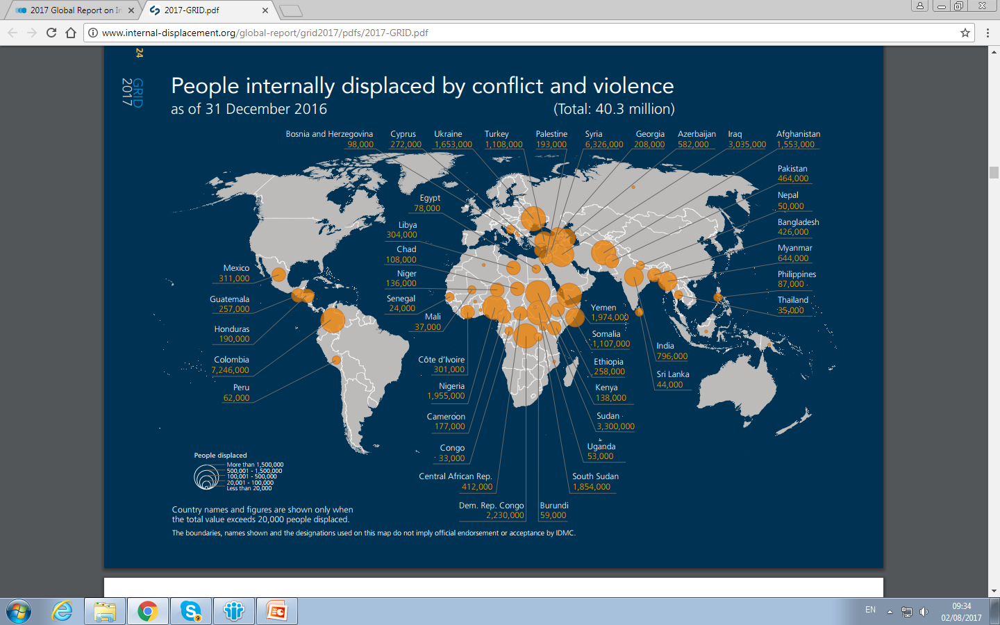 2017 Global Report on In
2017-GRID.pdf
www.internal-displacement.org/global-report/grid2017/pdfs/2017-GRID.pdf
24
GRID
2017
People internally displaced by conflict and violence
as of 31 December 2016
(Total: 40.3 million)
Bosnia and Herzegovina
98,000
Cyprus
272,000
Ukraine
1,653,000
Turkey
1,108,000
Palestine
193,000
Syria
6,326,000
Georgia
208,000
Azerbaijan
582,000
Iraq
3,035,000
Afghanistan
1,553,000
Pakistan
464,000
Nepal
50,000
Bangladesh
426,000
Myanmar
644,000
Philippines
87,000
Thailand
35,000
Egypt
78,000
Libya
304,000
Chad
108,000
Niger
136,000
Senegal
24,000
Mali
37,000
Mexico
311,000
Guatemala
257,000
Honduras
190,000
Colombia
7,246,000
Peru
62,000
Côte d'Ivoire
301,000
Nigeria
1,955,000
Cameroon
177,000
Congo
33,000
Central African Rep.
412,000
Dem. Rep. Congo
2,230,000
Burundi
59,000
Yemen
1,974,000
Somalia
1,107,000
Ethiopia
258,000
Kenya
138,000
Sudan
3,300,000
Uganda
53,000
South Sudan
1,854,000
India
796,000
Sri Lanka
44,000
People displaced
More than 1,500,000
500,001 - 1,500,000
100,001 - 500,000
20,001 - 100,000
Less than 20,000
Country names and figures are shown only when
the total value exceeds 20,000 people displaced.
The boundaries, names shown and the designations used on this map do not imply official endorsement or acceptance by IDMC.
9
EN
09:34
02/08/2017